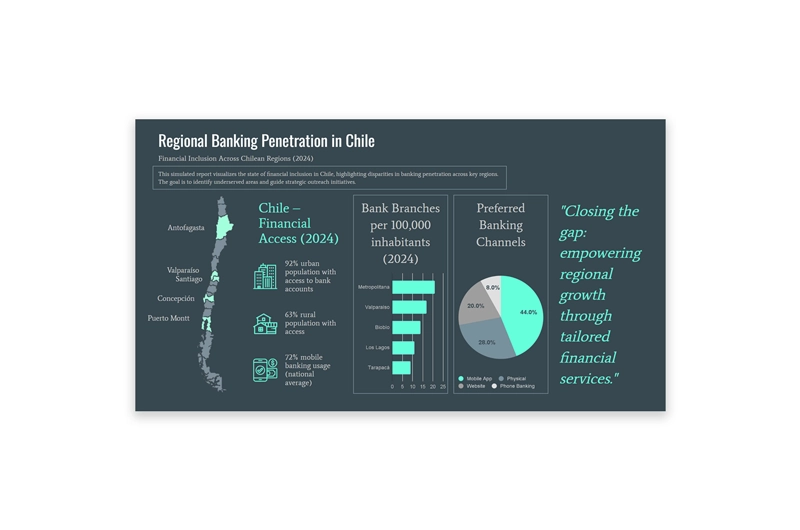 Regional Banking Penetration in Chile
Financial Inclusion Across Chilean Regions (2024)
This simulated report visualizes the state of financial inclusion in Chile, highlighting disparities in banking penetration across key regions.
The goal is to identify underserved areas and guide strategic outreach initiatives.
Antofagasta
Valparaíso
Santiago
Concepción
Puerto Montt
Chile –
Financial
Access (2024)
92% urban
population with
access to bank
accounts
63% rural
population with
access
72% mobile
banking usage
(national
average)
Bank Branches
per 100,000
inhabitants
(2024)
Metropolitana
Valparaíso
Biobío
Los Lagos
Tarapacá
0 5 10 15 20 25
Preferred
Banking
Channels
8.0%
20.0%
44.0%
28.0%
Mobile App Physical
Website Phone Banking
"Closing the
gap:
empowering
regional
growth
through
tailored
financial
services."